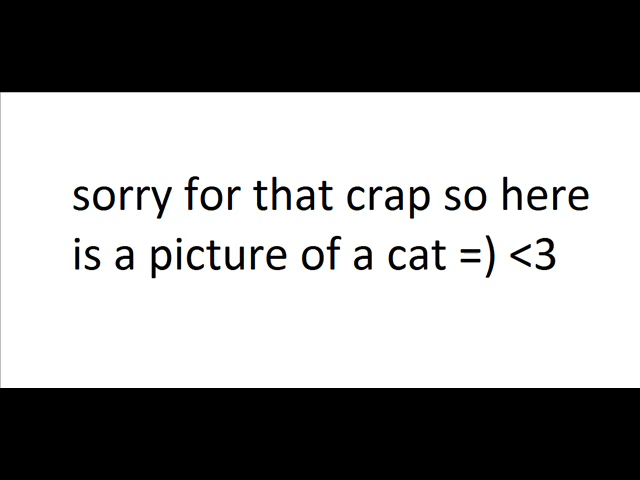 sorry for that crap so here
is a picture of a cat =) <3